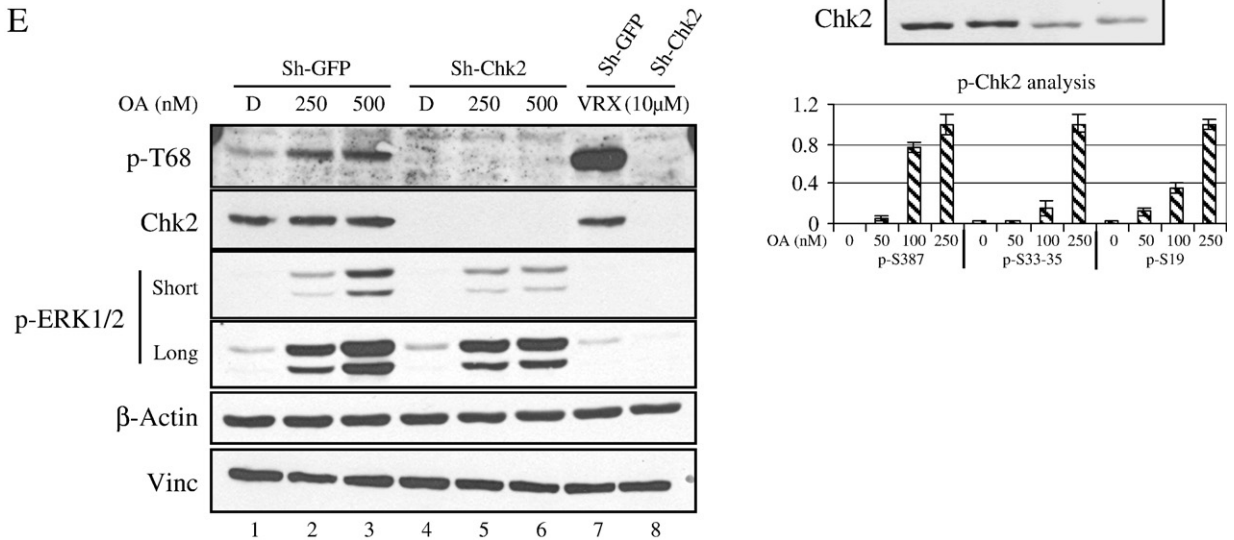 E
Sh-GFP
Sh-Chk2
Sh-GFP
Sh-Chk2
OA (nM) D 250 500 D 250 500 VRX (10μM)
p-T68
Chk2
p-ERK1/2
Short
Long
β-Actin
Vinc
1 2 3 4 5 6 7 8
Chk2
p-Chk2 analysis
1.2
0.8
0.4
0
OA (nM) 0 50 100 250 0 50 100 250 0 50 100 250
p-S387 p-S33-35 p-S19